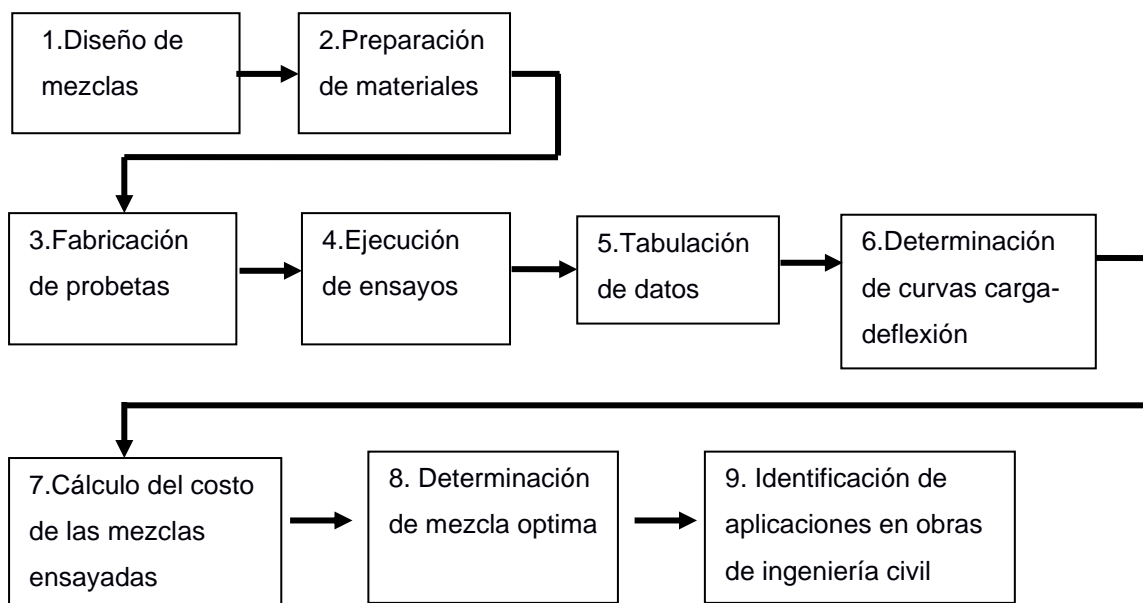 1.Diseño de
mezclas
2.Preparación
de materiales
3.Fabricación
de probetas
4.Ejecución
de ensayos
5.Tabulación
de datos
6.Determinación
de curvas carga-
deflexión
7.Cálculo del costo
de las mezclas
ensayadas
8. Determinación
de mezcla optima
9. Identificación de
aplicaciones en obras
de ingeniería civil